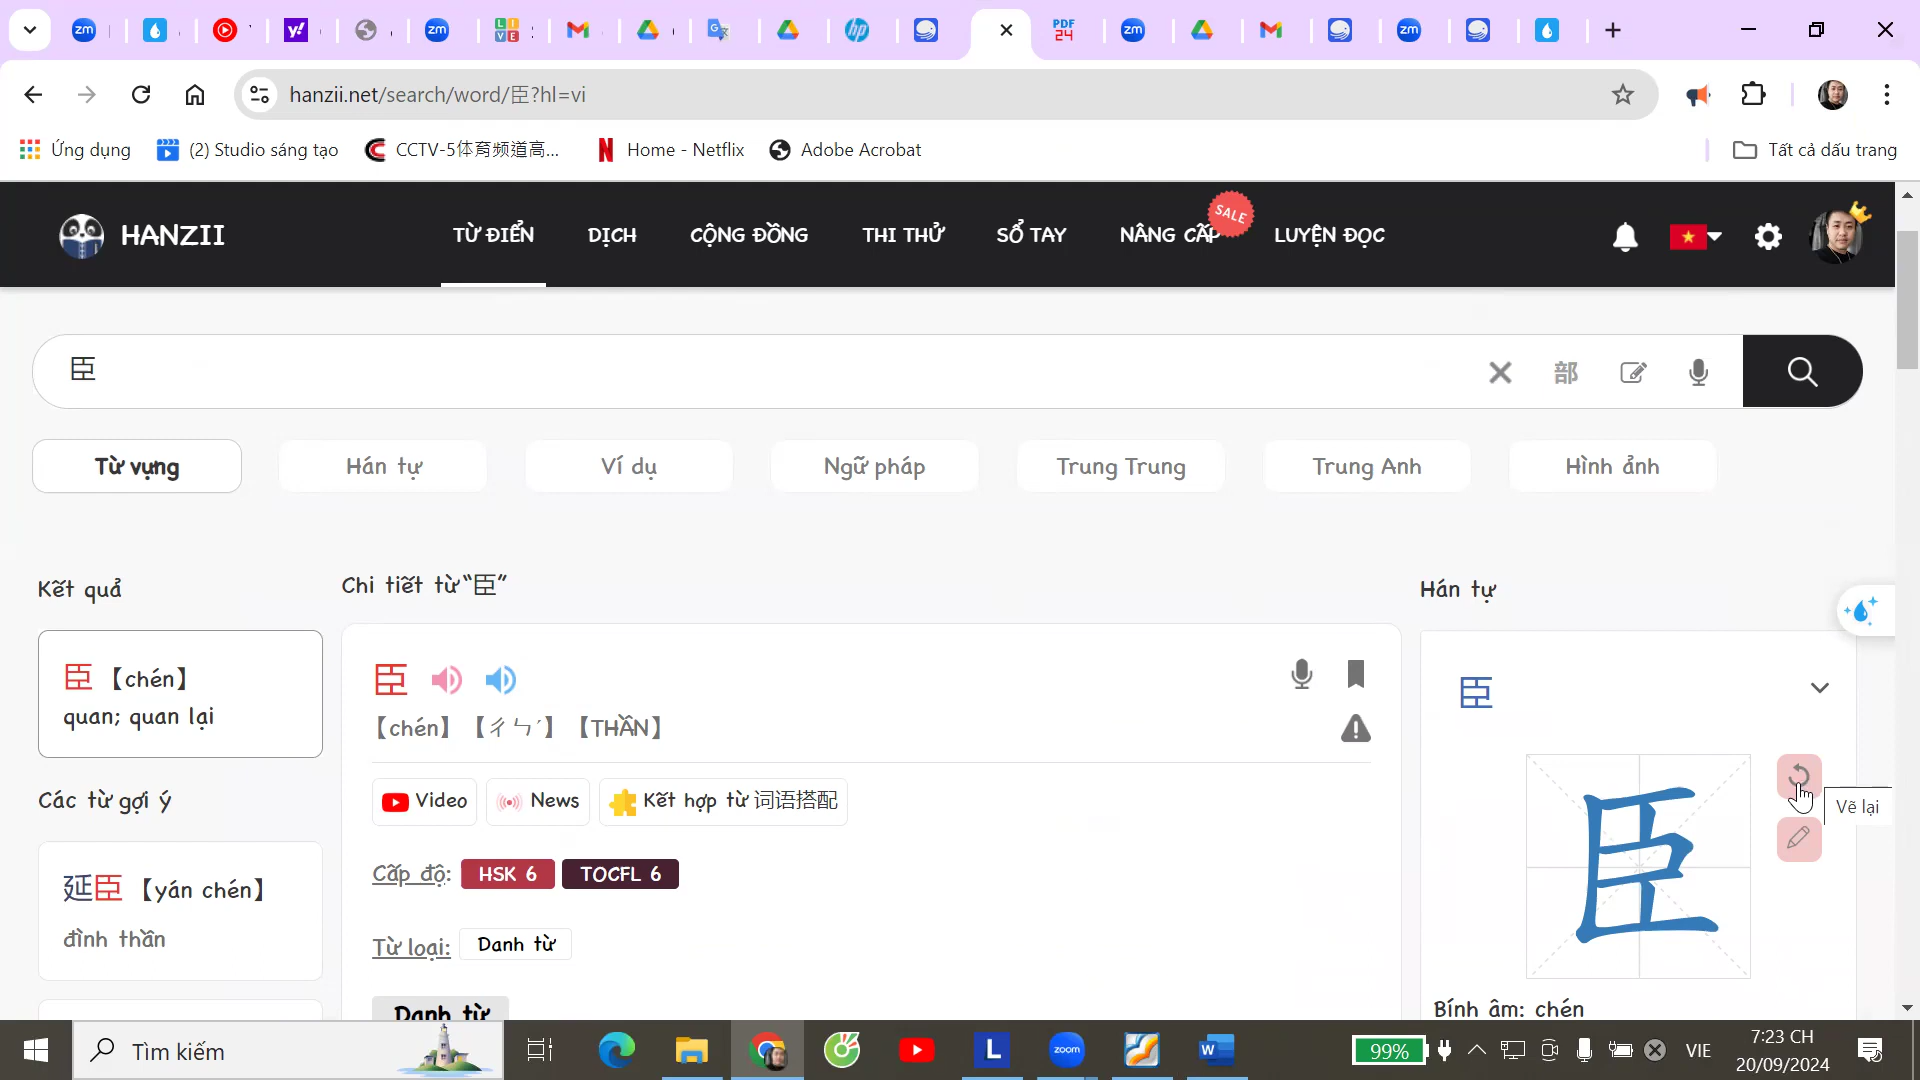 hanzii.net/search/word/臣?hl=vi
Ứng dụng
(2) Studio sáng tạo
CCTV-5体育频道高...
Home - Netflix
Adobe Acrobat
Tất cả dấu trang
HANZII
TỪ ĐIỂN
DỊCH
CỘNG ĐỒNG
THI THỬ
SỔ TAY
NÂNG CẤP
SALE
LUYỆN ĐỌC
臣
部
Từ vựng
Hán tự
Ví dụ
Ngữ pháp
Trung Trung
Trung Anh
Hình ảnh
Kết quả
臣 【chén】
quan; quan lại
Các từ gợi ý
延臣 【yán chén】
đình thần
Chi tiết từ “臣”
臣
【chén】 【ㄔㄣˊ】 【THẦN】
Video
News
Kết hợp từ 词语搭配
Cấp độ: HSK 6 TOCFL 6
Từ loại: Danh từ
Danh từ
Hán tự
臣
臣
Vẽ lại
Bính âm: chén
Tìm kiếm
99%
VIE
7:23 CH
20/09/2024